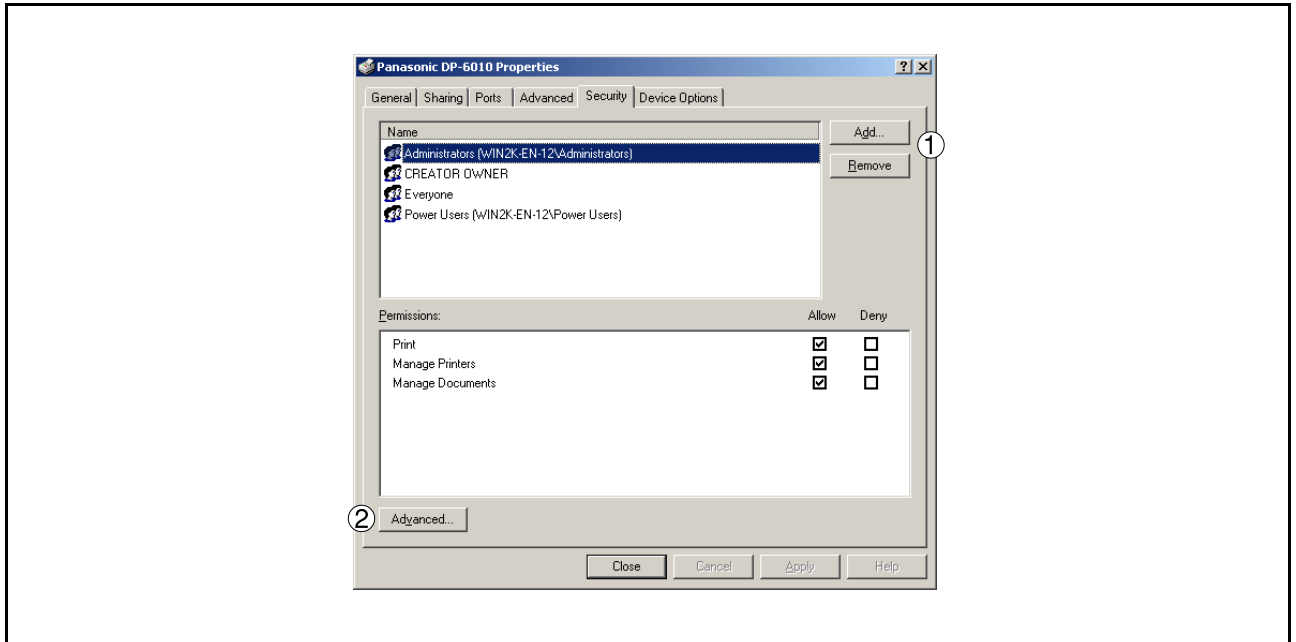 Panasonic DP-6010 Properties
General Sharing Ports Advanced Security Device Options
Name
Administrators (WIN2K-EN-12\Administrators)
CREATOR OWNER
Everyone
Power Users (WIN2K-EN-12\Power Users)
Add...
Remove
1
Permissions: Allow Deny
Print
Manage Printers
Manage Documents
2 Advanced...
Close Cancel Apply Help